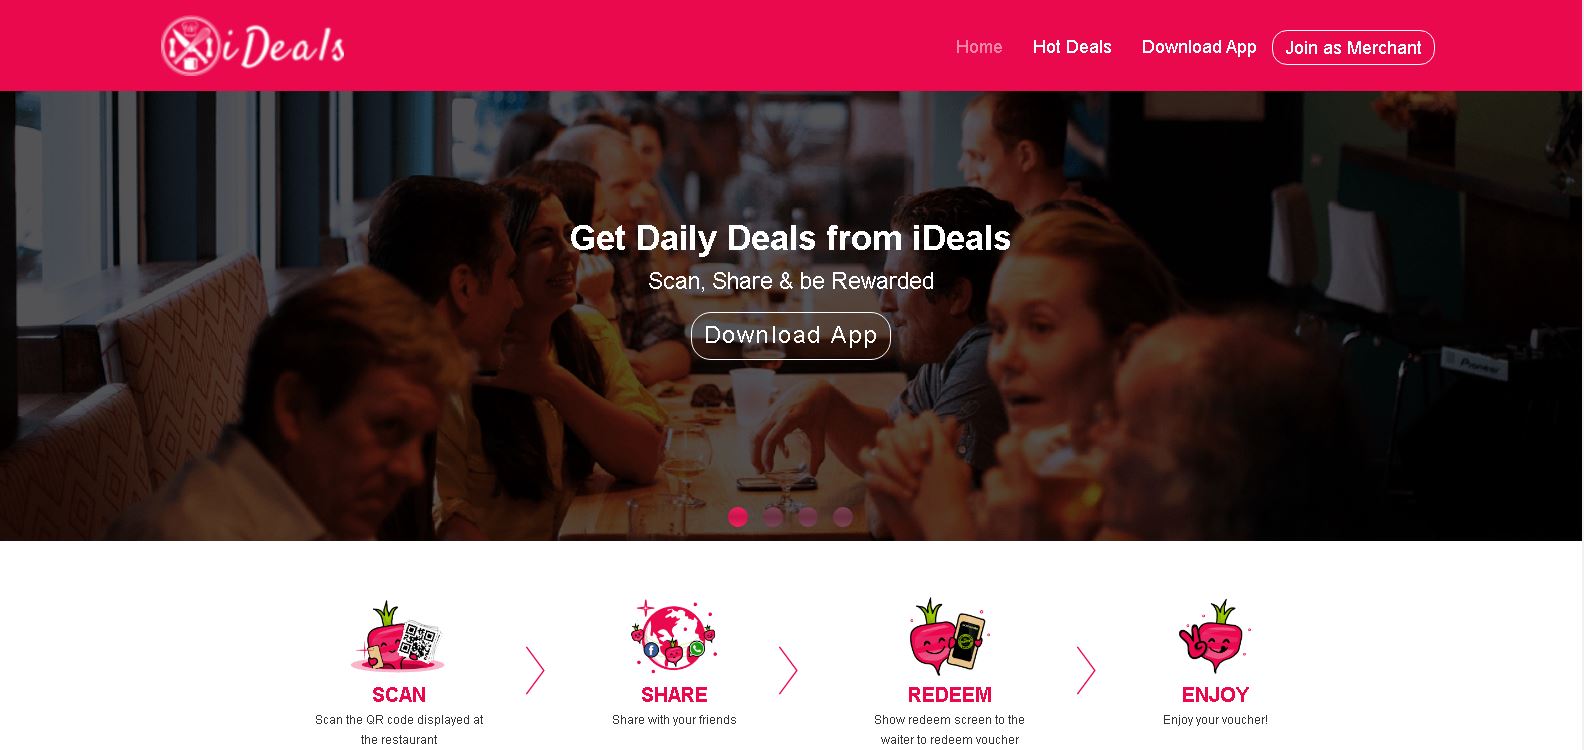 iDeals
Home Hot Deals Download App Join as Merchant
Get Daily Deals from iDeals
Scan, Share & be Rewarded
Download App
Pioneer
SCAN
Scan the QR code displayed at
the restaurant
SHARE
Share with your friends
REDEEM
Show redeem screen to the
waiter to redeem voucher
ENJOY
Enjoy your voucher!